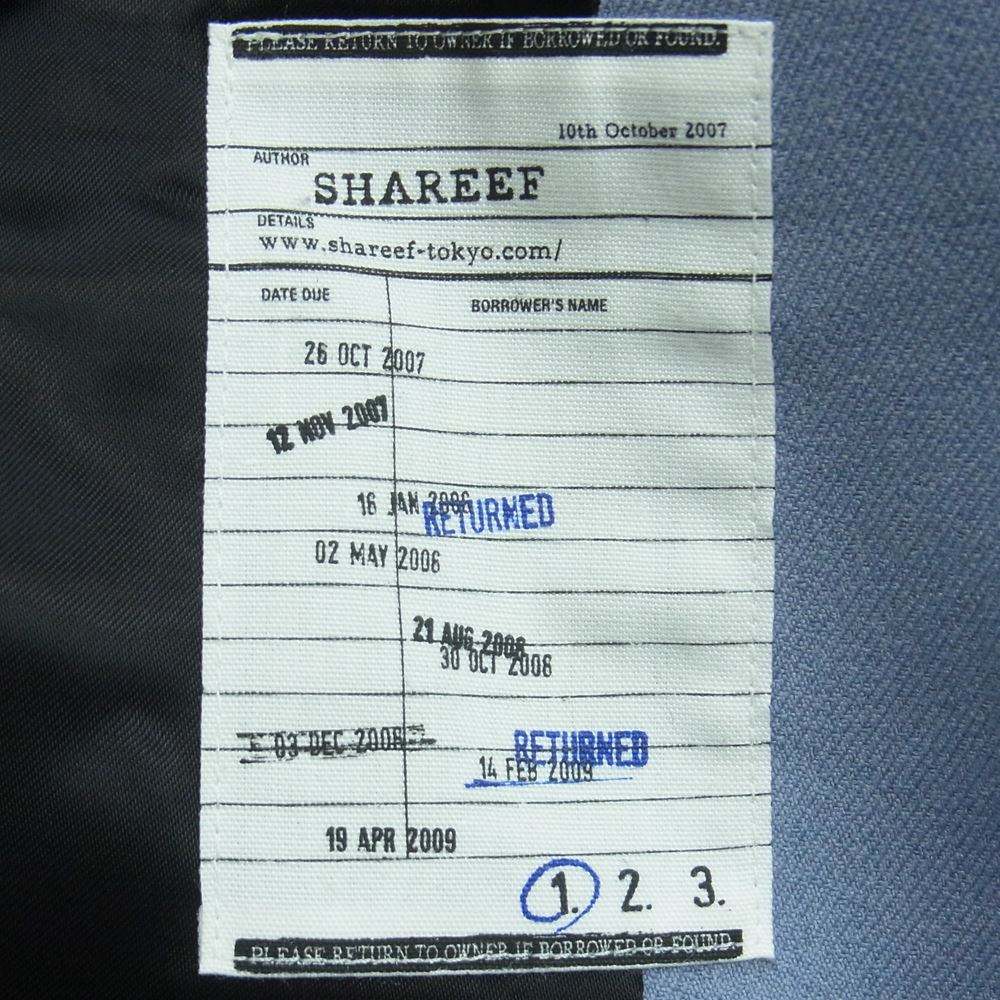 PLEASE RETURN TO OWNER IF BORROWED OR FOUND.
10th October 2007
AUTHOR
SHAREEF
DETAILS
www.shareef-tokyo.com/
DATE DUE
BORROWER'S NAME
26 OCT 2007
12 NOV 2007
16 JAN 2006
RETURNED
02 MAY 2006
21 AUG 2008
30 OCT 2006
03 DEC 2008
RETURNED
14 FEB 2009
19 APR 2009
1. 2. 3.
PLEASE RETURN TO OWNER IF BORROWED OR FOUND.